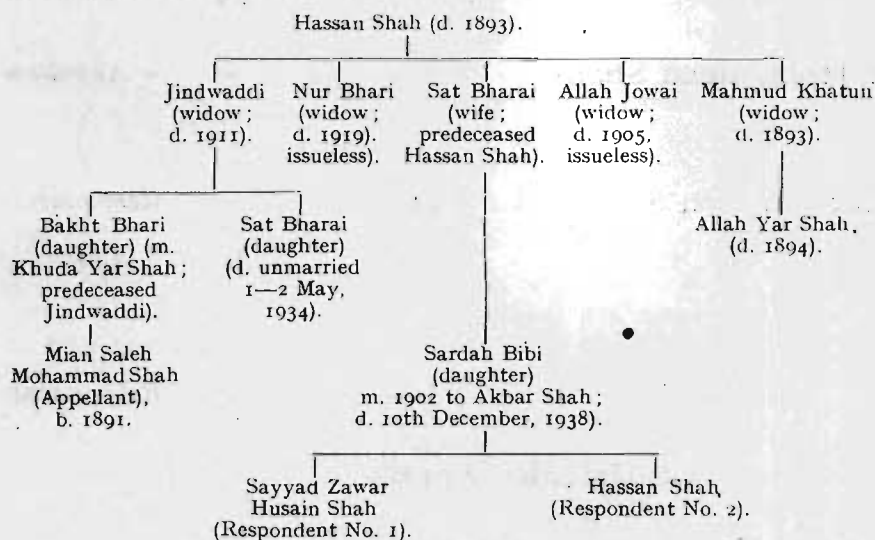 Hassan Shah (d. 1893).
Jindwaddi
(widow ;
d. 1911).
Nur Bhari
(widow ;
d. 1919).
issueless).
Sat Bharai
(wife ;
predeceased
Hassan Shah).
Allah Jowai
(widow ;
d. 1905,
issueless).
Mahmud Khatun
(widow ;
d. 1893).
Bakht Bhari
(daughter) (m.
Khuda Yar Shah ;
predeceased
Jindwaddi).
Sat Bharai
(daughter)
(d. unmarried
1—2 May,
1934).
Allah Yar Shah.
(d. 1894).
Mian Saleh
Mohammad Shah
(Appellant),
b. 1891.
Sardah Bibi
(daughter)
m. 1902 to Akbar Shah ;
d. 10th December, 1938).
Sayyad Zawar
Husain Shah
(Respondent No. 1).
Hassan Shah,
(Respondent No. 2).